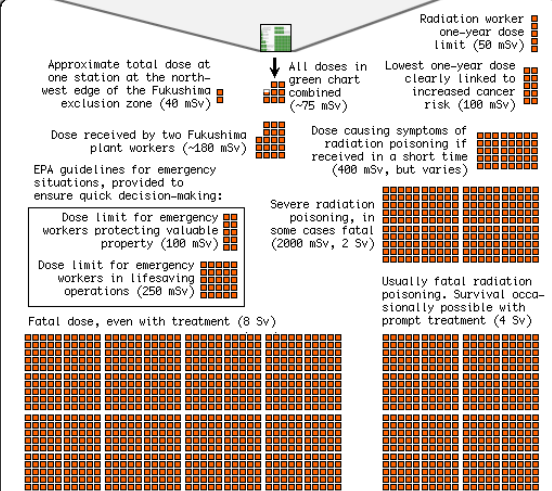 Radiation worker
one-year dose
limit (50 mSv)
Approximate total dose at
one station at the north-
west edge of the Fukushima
exclusion zone (40 mSv)
All doses in
green chart
combined
(~75 mSv)
Lowest one-year dose
clearly linked to
increased cancer
risk (100 mSv)
Dose received by two Fukushima
plant workers (~180 mSv)
Dose causing symptoms of
radiation poisoning if
received in a short time
(400 mSv, but varies)
EPA guidelines for emergency
situations, provided to
ensure quick decision-making:
Dose limit for emergency
workers protecting valuable
property (100 mSv)
Dose limit for emergency
workers in lifesaving
operations (250 mSv)
Severe radiation
poisoning, in
some cases fatal
(2000 mSv, 2 Sv)
Usually fatal radiation
poisoning. Survival occa-
sionally possible with
prompt treatment (4 Sv)
Fatal dose, even with treatment (8 Sv)